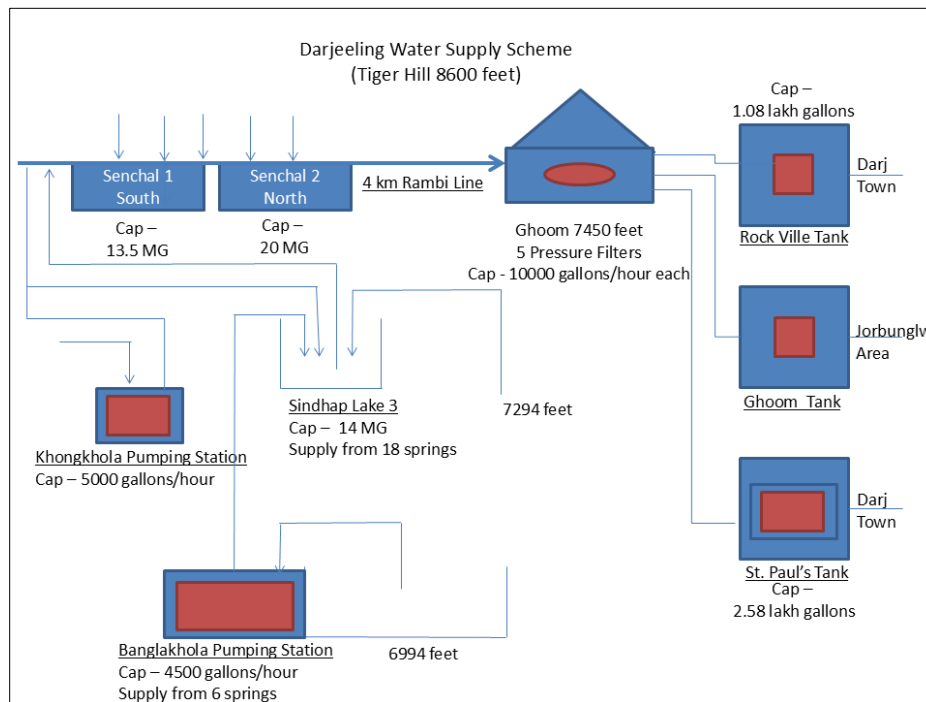 Darjeeling Water Supply Scheme
(Tiger Hill 8600 feet)
Senchal 1
South
Cap –
13.5 MG
Senchal 2
North
Cap –
20 MG
4 km Rambi Line
Ghoom 7450 feet
5 Pressure Filters
Cap - 10000 gallons/hour each
Cap –
1.08 lakh gallons
Darj
Town
Rock Ville Tank
Jorbunglw
Area
Ghoom Tank
Darj
Town
St. Paul's Tank
Cap –
2.58 lakh gallons
Khongkhola Pumping Station
Cap – 5000 gallons/hour
Sindhap Lake 3
Cap – 14 MG
Supply from 18 springs
7294 feet
Banglakhola Pumping Station
Cap – 4500 gallons/hour
Supply from 6 springs
6994 feet